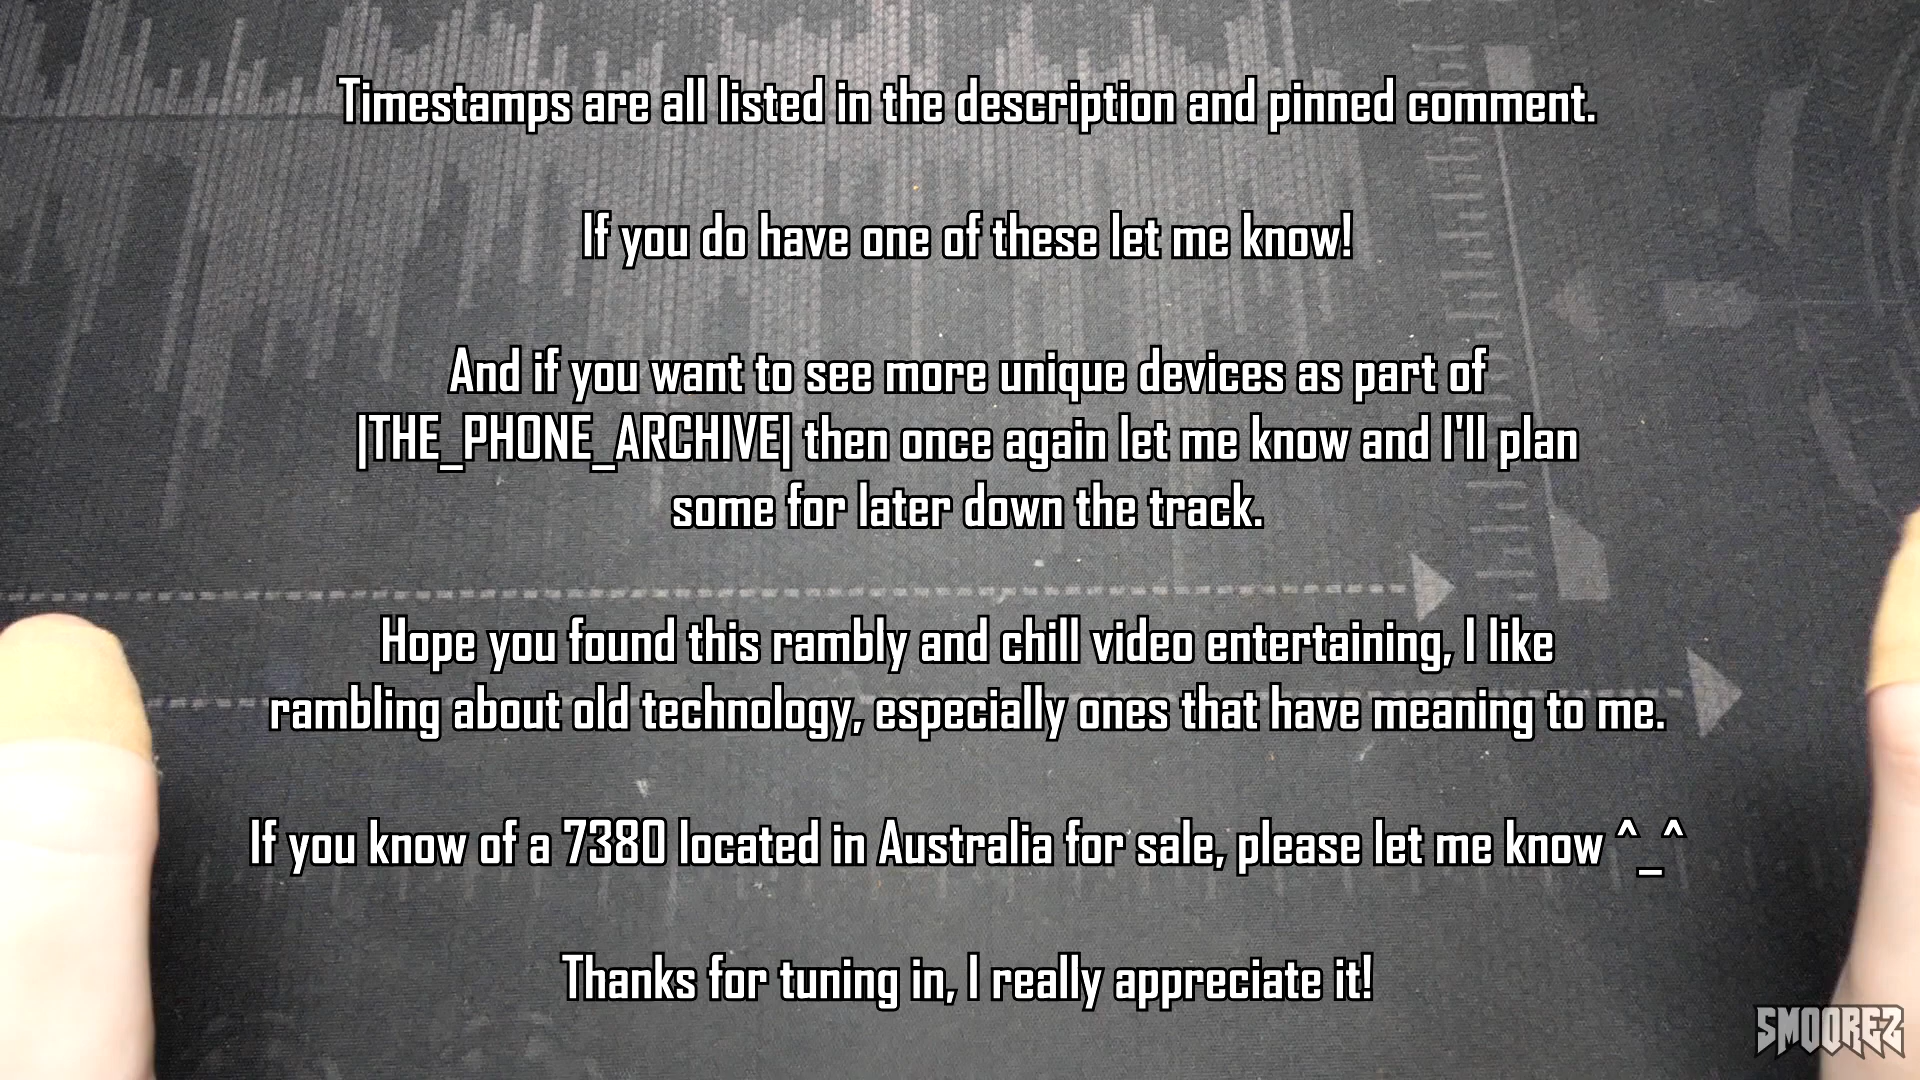 Timestamps are all listed in the description and pinned comment.
If you do have one of these let me know!
And if you want to see more unique devices as part of
|THE_PHONE_ARCHIVE| then once again let me know and I'll plan
some for later down the track.
Hope you found this rambly and chill video entertaining, I like
rambling about old technology, especially ones that have meaning to me.
If you know of a 7380 located in Australia for sale, please let me know ^_^
Thanks for tuning in, I really appreciate it!
SMOOREZ